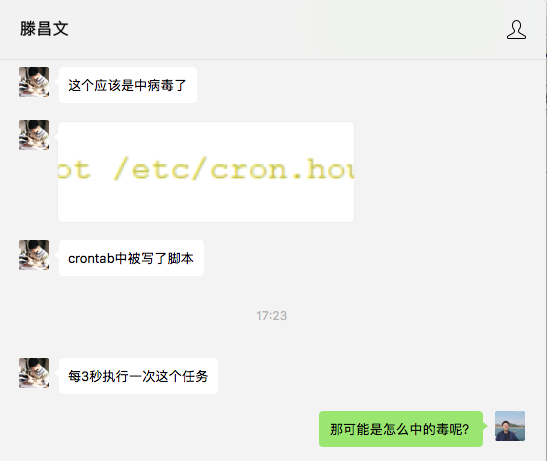 滕昌文
这个应该是中病毒了
ot /etc/cron.hou
crontab中被写了脚本
17:23
每3秒执行一次这个任务
那可能是怎么中的毒呢?